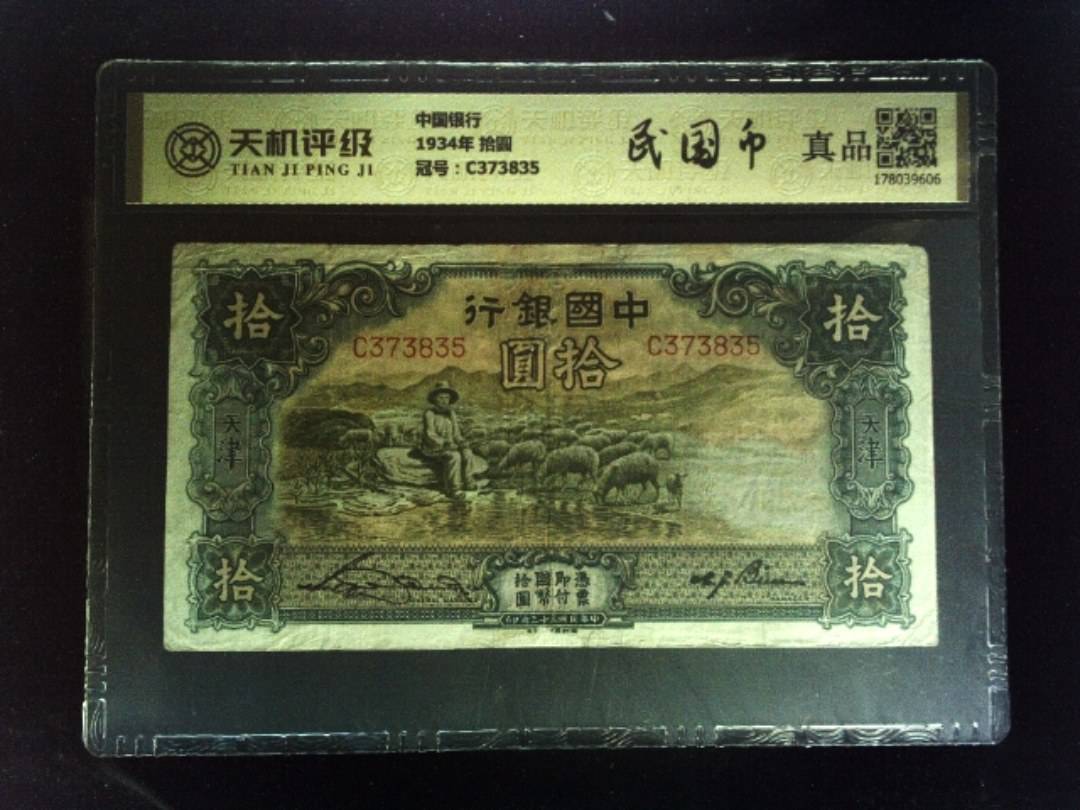 天机评级
TIAN JI PING JI
中国银行
1934年 拾圆
冠号：C373835
民国币
真品
178039606
拾
行銀國中
拾
C373835
C373835
圓拾
天津
天津
拾
憑票即付國幣拾圓
拾